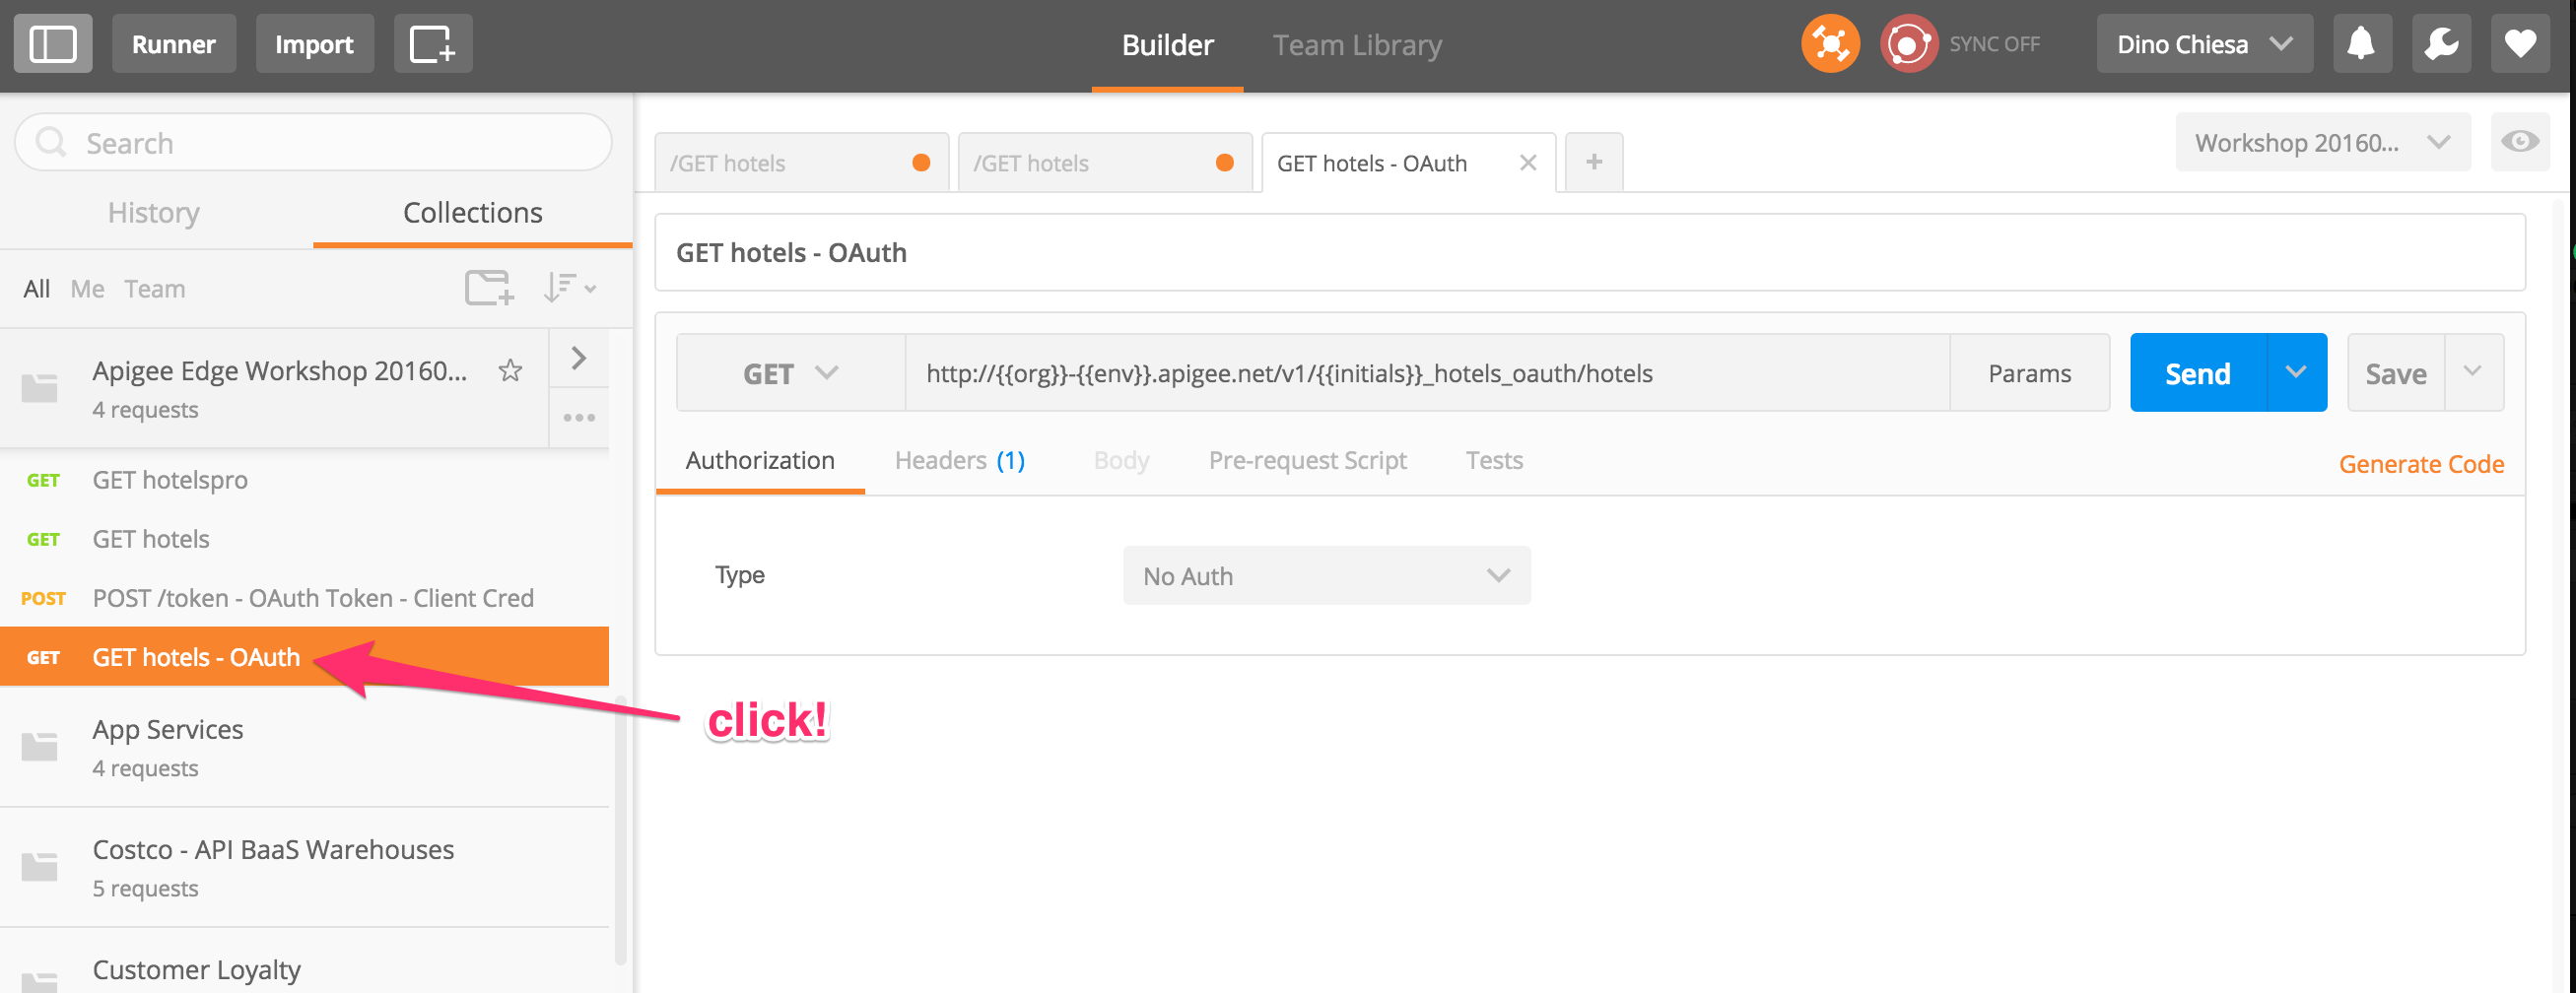 Runner Import Builder Team Library SYNC OFF Dino Chiesa
Search
History Collections
All Me Team
Apigee Edge Workshop 20160...
4 requests
GET GET hotelspro
GET GET hotels
POST POST /token - OAuth Token - Client Cred
GET GET hotels - OAuth
App Services
4 requests
Costco - API BaaS Warehouses
5 requests
Customer Loyalty
/GET hotels /GET hotels GET hotels - OAuth + Workshop 20160...
GET hotels - OAuth
GET http://{{org}}-{{env}}.apigee.net/v1/{{initials}}_hotels_oauth/hotels Params Send Save
Authorization Headers (1) Body Pre-request Script Tests Generate Code
Type No Auth
click!